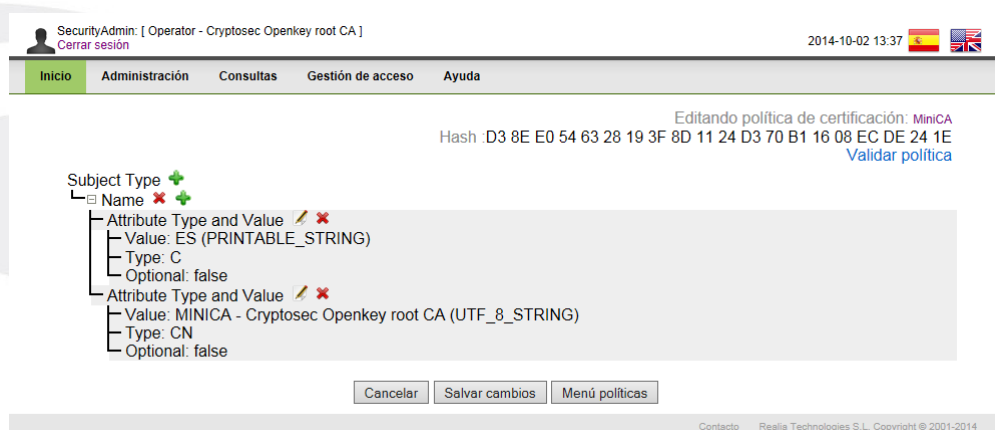 SecurityAdmin: [ Operator - Cryptosec Openkey root CA ]
Cerrar sesión
2014-10-02 13:37
Inicio Administración Consultas Gestión de acceso Ayuda
Editando política de certificación: MiniCA
Hash :D3 8E E0 54 63 28 19 3F 8D 11 24 D3 70 B1 16 08 EC DE 24 1E
Validar política
Subject Type
Name
Attribute Type and Value
Value: ES (PRINTABLE_STRING)
Type: C
Optional: false
Attribute Type and Value
Value: MINICA - Cryptosec Openkey root CA (UTF_8_STRING)
Type: CN
Optional: false
Cancelar Salvar cambios Menú políticas
Contacto Realia Technologies S.L. Copyright © 2001-2014